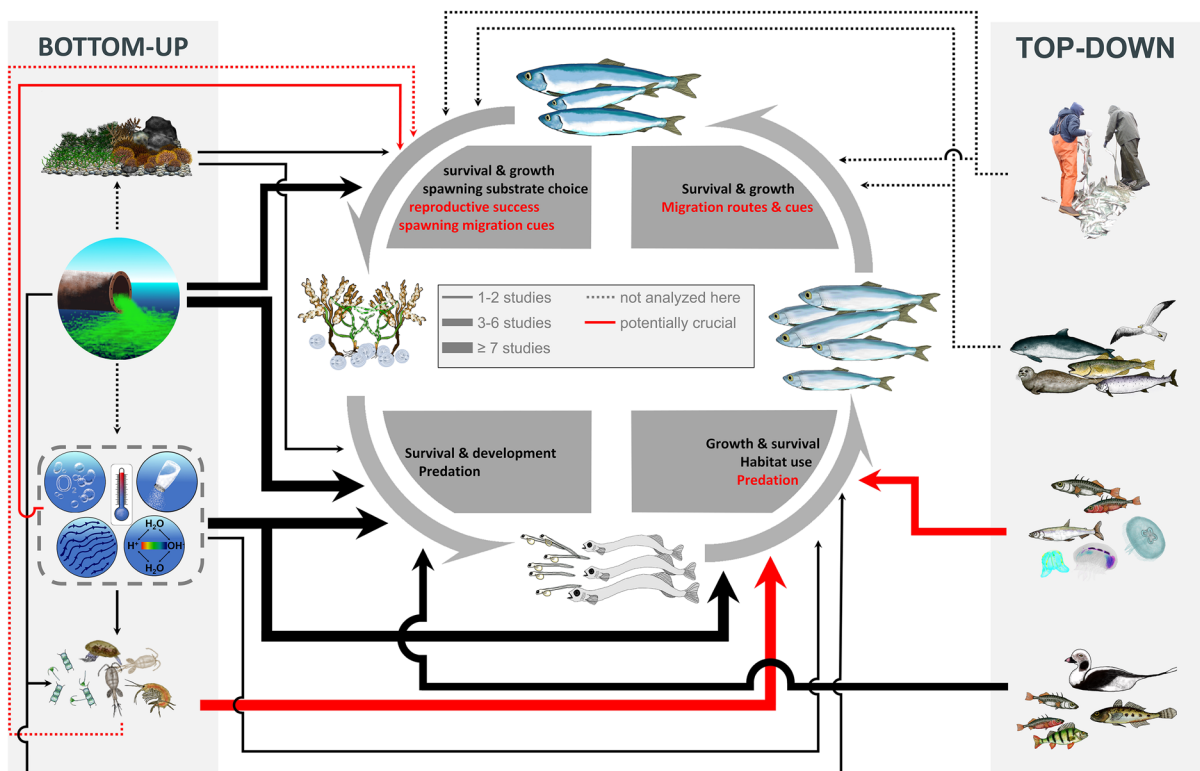 BOTTOM-UP
TOP-DOWN
survival & growth
spawning substrate choice
reproductive success
spawning migration cues
Survival & growth
Migration routes & cues
1-2 studies
3-6 studies
≥ 7 studies
not analyzed here
potentially crucial
Survival & development
Predation
Growth & survival
Habitat use
Predation
O2
H2O
H+
OH
H2O